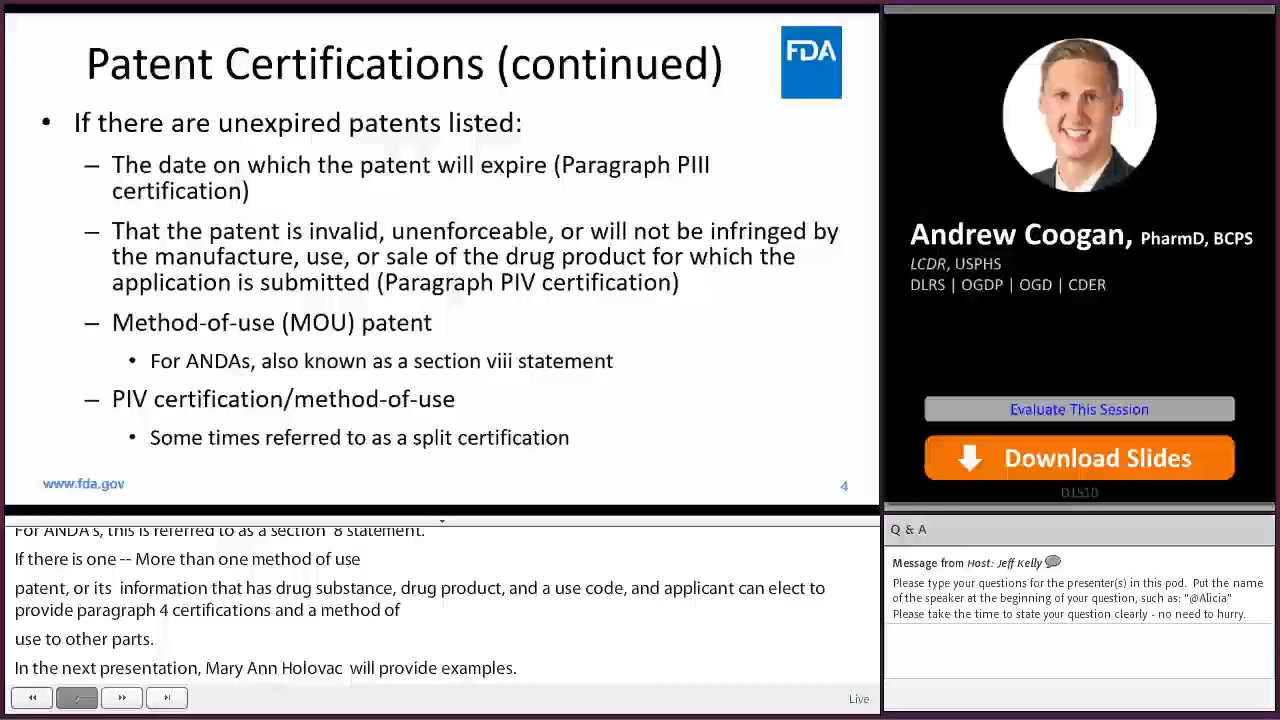 Patent Certifications (continued)
FDA
• If there are unexpired patents listed:
– The date on which the patent will expire (Paragraph PIII
certification)
– That the patent is invalid, unenforceable, or will not be infringed by
the manufacture, use, or sale of the drug product for which the
application is submitted (Paragraph PIV certification)
– Method-of-use (MOU) patent
• For ANDAs, also known as a section viii statement
– PIV certification/method-of-use
• Some times referred to as a split certification
www.fda.gov
4
Andrew Coogan, PharmD, BCPS
LCDR, USPHS
DLRS | OGDP | OGD | CDER
Evaluate This Session
Download Slides
For ANDA's, this is referred to as a section 8 statement.
If there is one -- More than one method of use
patent, or its information that has drug substance, drug product, and a use code, and applicant can elect to
provide paragraph 4 certifications and a method of
use to other parts.
In the next presentation, Mary Ann Holovac will provide examples.
Live
Q & A
Message from Host: Jeff Kelly
Please type your questions for the presenter(s) in this pod. Put the name
of the speaker at the beginning of your question, such as: "@Alicia"
Please take the time to state your question clearly - no need to hurry.